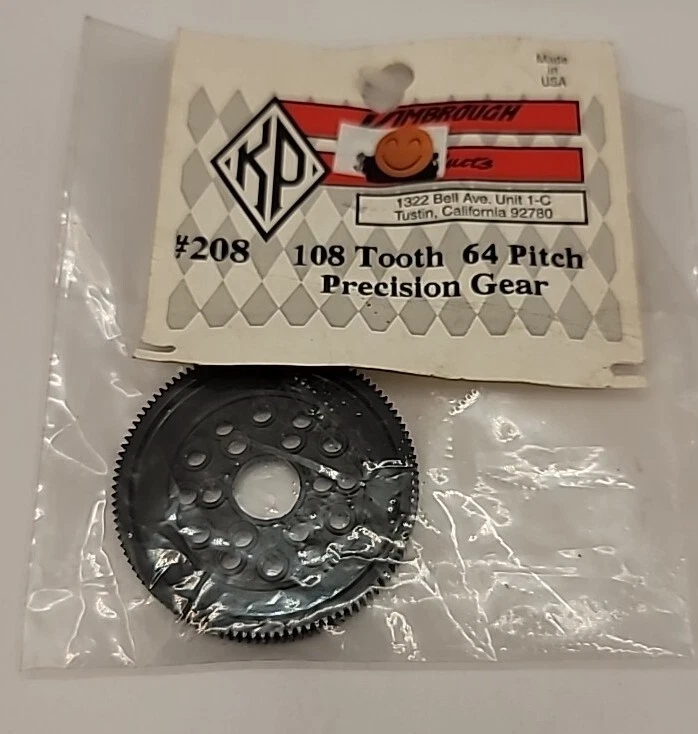 Made
in
USA
KP
1322 Bell Ave. Unit 1-C
Tustin, California 92780
#208 108 Tooth 64 Pitch
Precision Gear